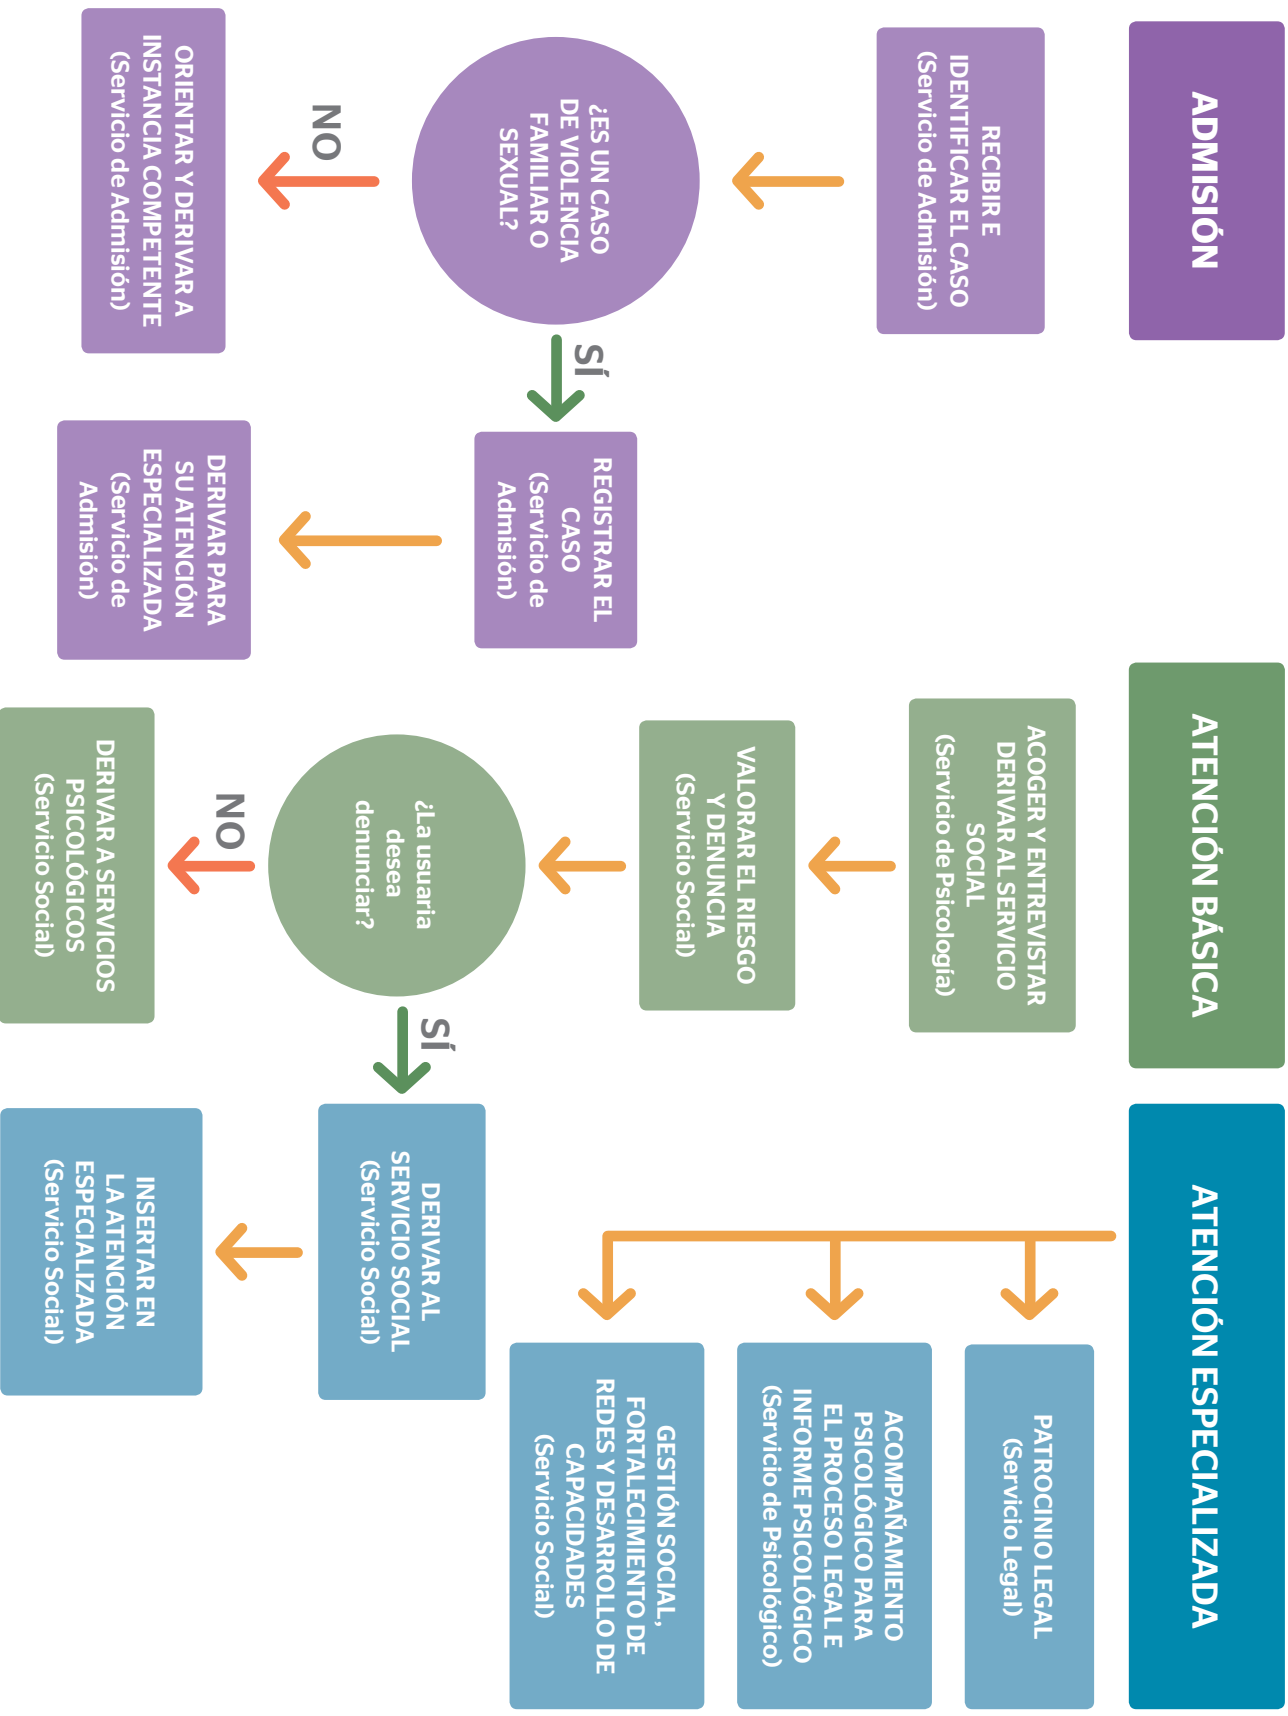 ADMISIÓN
RECIBIR E
IDENTIFICAR EL CASO
(Servicio de Admisión)
¿ES UN CASO
DE VIOLENCIA
FAMILIAR O
SEXUAL?
NO
ORIENTAR Y DERIVAR A
INSTANCIA COMPETENTE
(Servicio de Admisión)
SÍ
REGISTRAR EL
CASO
(Servicio de
Admisión)
DERIVAR PARA
SU ATENCIÓN
ESPECIALIZADA
(Servicio de
Admisión)
ATENCIÓN BÁSICA
ACOGER Y ENTREVISTAR
DERIVAR AL SERVICIO
SOCIAL
(Servicio de Psicología)
VALORAR EL RIESGO
Y DENUNCIA
(Servicio Social)
¿La usuaria
desea
denunciar?
NO
DERIVAR A SERVICIOS
PSICOLÓGICOS
(Servicio Social)
SÍ
DERIVAR AL
SERVICIO SOCIAL
(Servicio Social)
INSERTAR EN
LA ATENCIÓN
ESPECIALIZADA
(Servicio Social)
ATENCIÓN ESPECIALIZADA
PATROCINIO LEGAL
(Servicio Legal)
ACOMPAÑAMIENTO
PSICOLÓGICO PARA
EL PROCESO LEGAL E
INFORME PSICOLÓGICO
(Servicio de Psicológico)
GESTIÓN SOCIAL,
FORTALECIMIENTO DE
REDES Y DESARROLLO DE
CAPACIDADES
(Servicio Social)